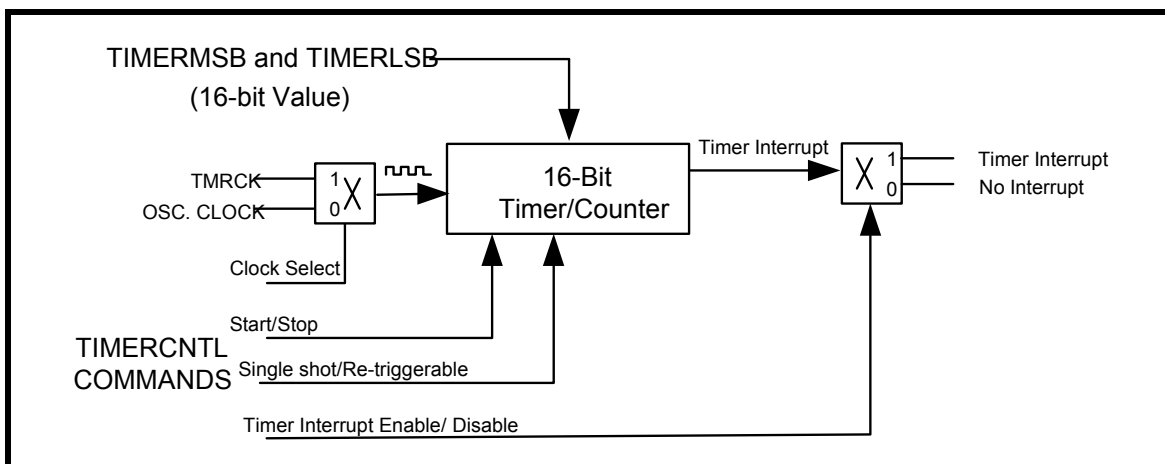 TIMERMSB and TIMERLSB
(16-bit Value)
Timer Interrupt
TMRCK
OSC. CLOCK
1
0
X
16-Bit
Timer/Counter
X
1
0
Timer Interrupt
No Interrupt
Clock Select
Start/Stop
TIMERCNTL
COMMANDS
Single shot/Re-triggerable
Timer Interrupt Enable/ Disable